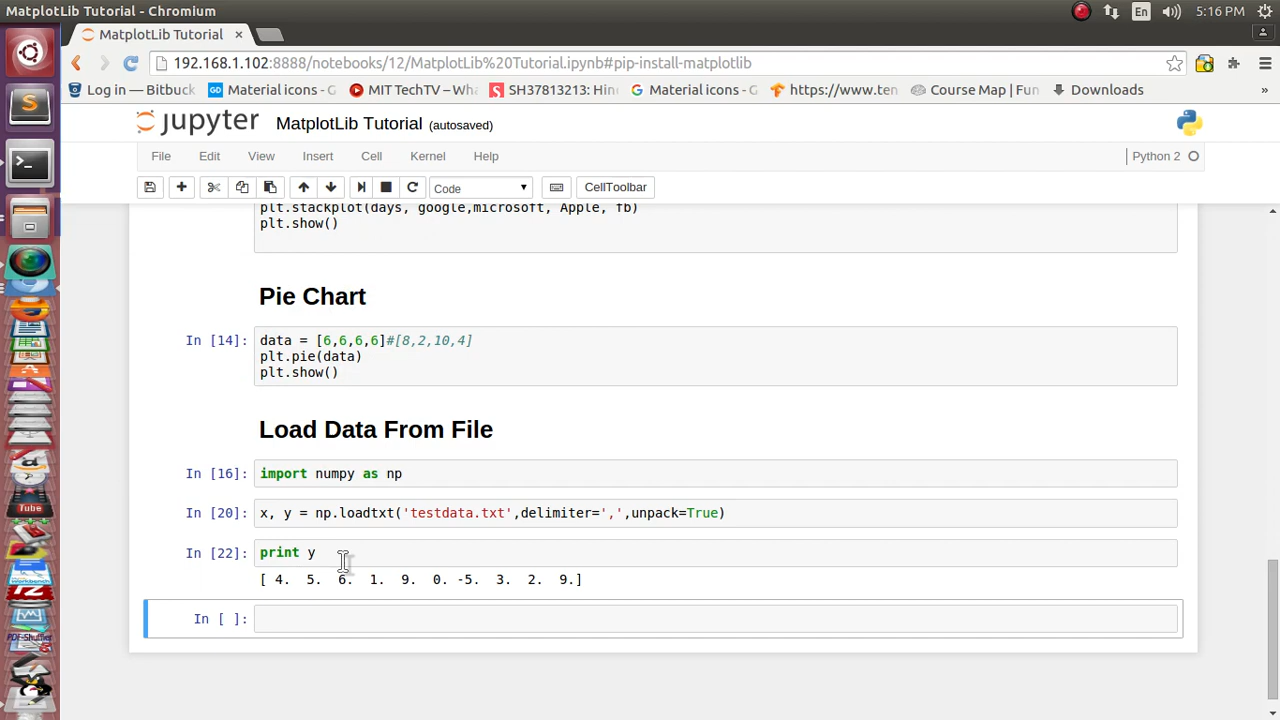 MatplotLib Tutorial - Chromium
En
5:16 PM
MatplotLib Tutorial ×
192.168.1.102:8888/notebooks/12/MatplotLib%20Tutorial.ipynb#pip-install-matplotlib
Log in — Bitbuck
GD Material icons - G
MIT TechTV – Wha
S SH37813213: Hin
G Material icons - G
https://www.ten
Course Map | Fun
Downloads
»
jupyter MatplotLib Tutorial (autosaved)
File Edit View Insert Cell Kernel Help
Python 2
Code CellToolbar
plt.stackplot(days, google,microsoft, Apple, fb)
plt.show()
Pie Chart
In [14]: data = [6,6,6,6]#[8,2,10,4]
plt.pie(data)
plt.show()
Load Data From File
In [16]: import numpy as np
In [20]: x, y = np.loadtxt('testdata.txt',delimiter=',',unpack=True)
In [22]: print y
[ 4. 5. 6. 1. 9. 0. -5. 3. 2. 9.]
In [ ]:
Tube
PDF-Shuffler